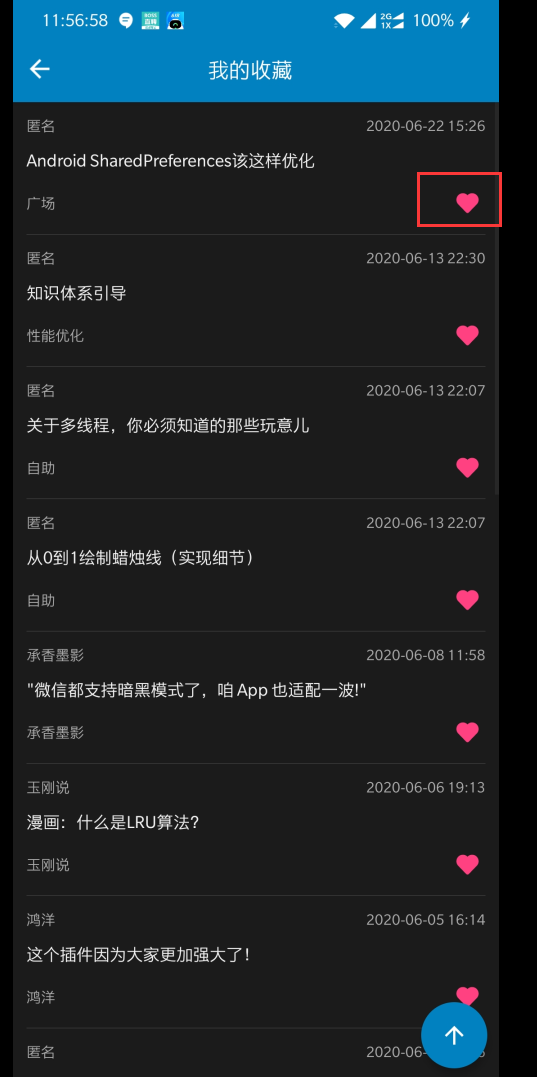 11:56:58 2G 1X 100%
我的收藏
匿名 2020-06-22 15:26
Android SharedPreferences该这样优化
广场
匿名 2020-06-13 22:30
知识体系引导
性能优化
匿名 2020-06-13 22:07
关于多线程，你必须知道的那些玩意儿
自助
匿名 2020-06-13 22:07
从0到1绘制蜡烛线（实现细节）
自助
承香墨影 2020-06-08 11:58
"微信都支持暗黑模式了，咱 App 也适配一波!"
承香墨影
玉刚说 2020-06-06 19:13
漫画：什么是LRU算法?
玉刚说
鸿洋 2020-06-05 16:14
这个插件因为大家更加强大了!
鸿洋
匿名 2020-06-